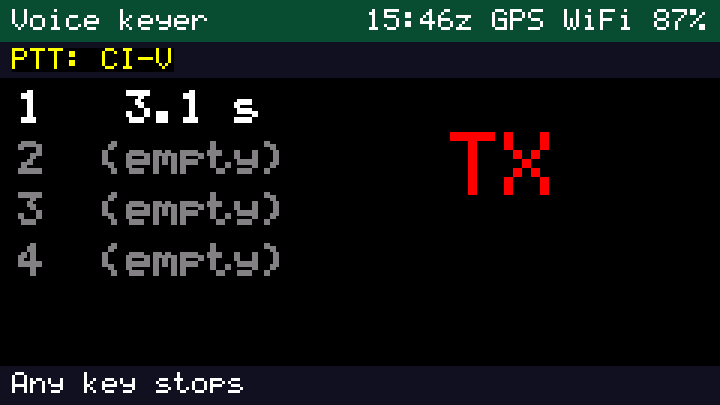 Voice keyer 15:46z GPS WiFi 87%
PTT: CI-V
1 3.1 s
TX
2 (empty)
3 (empty)
4 (empty)
Any key stops